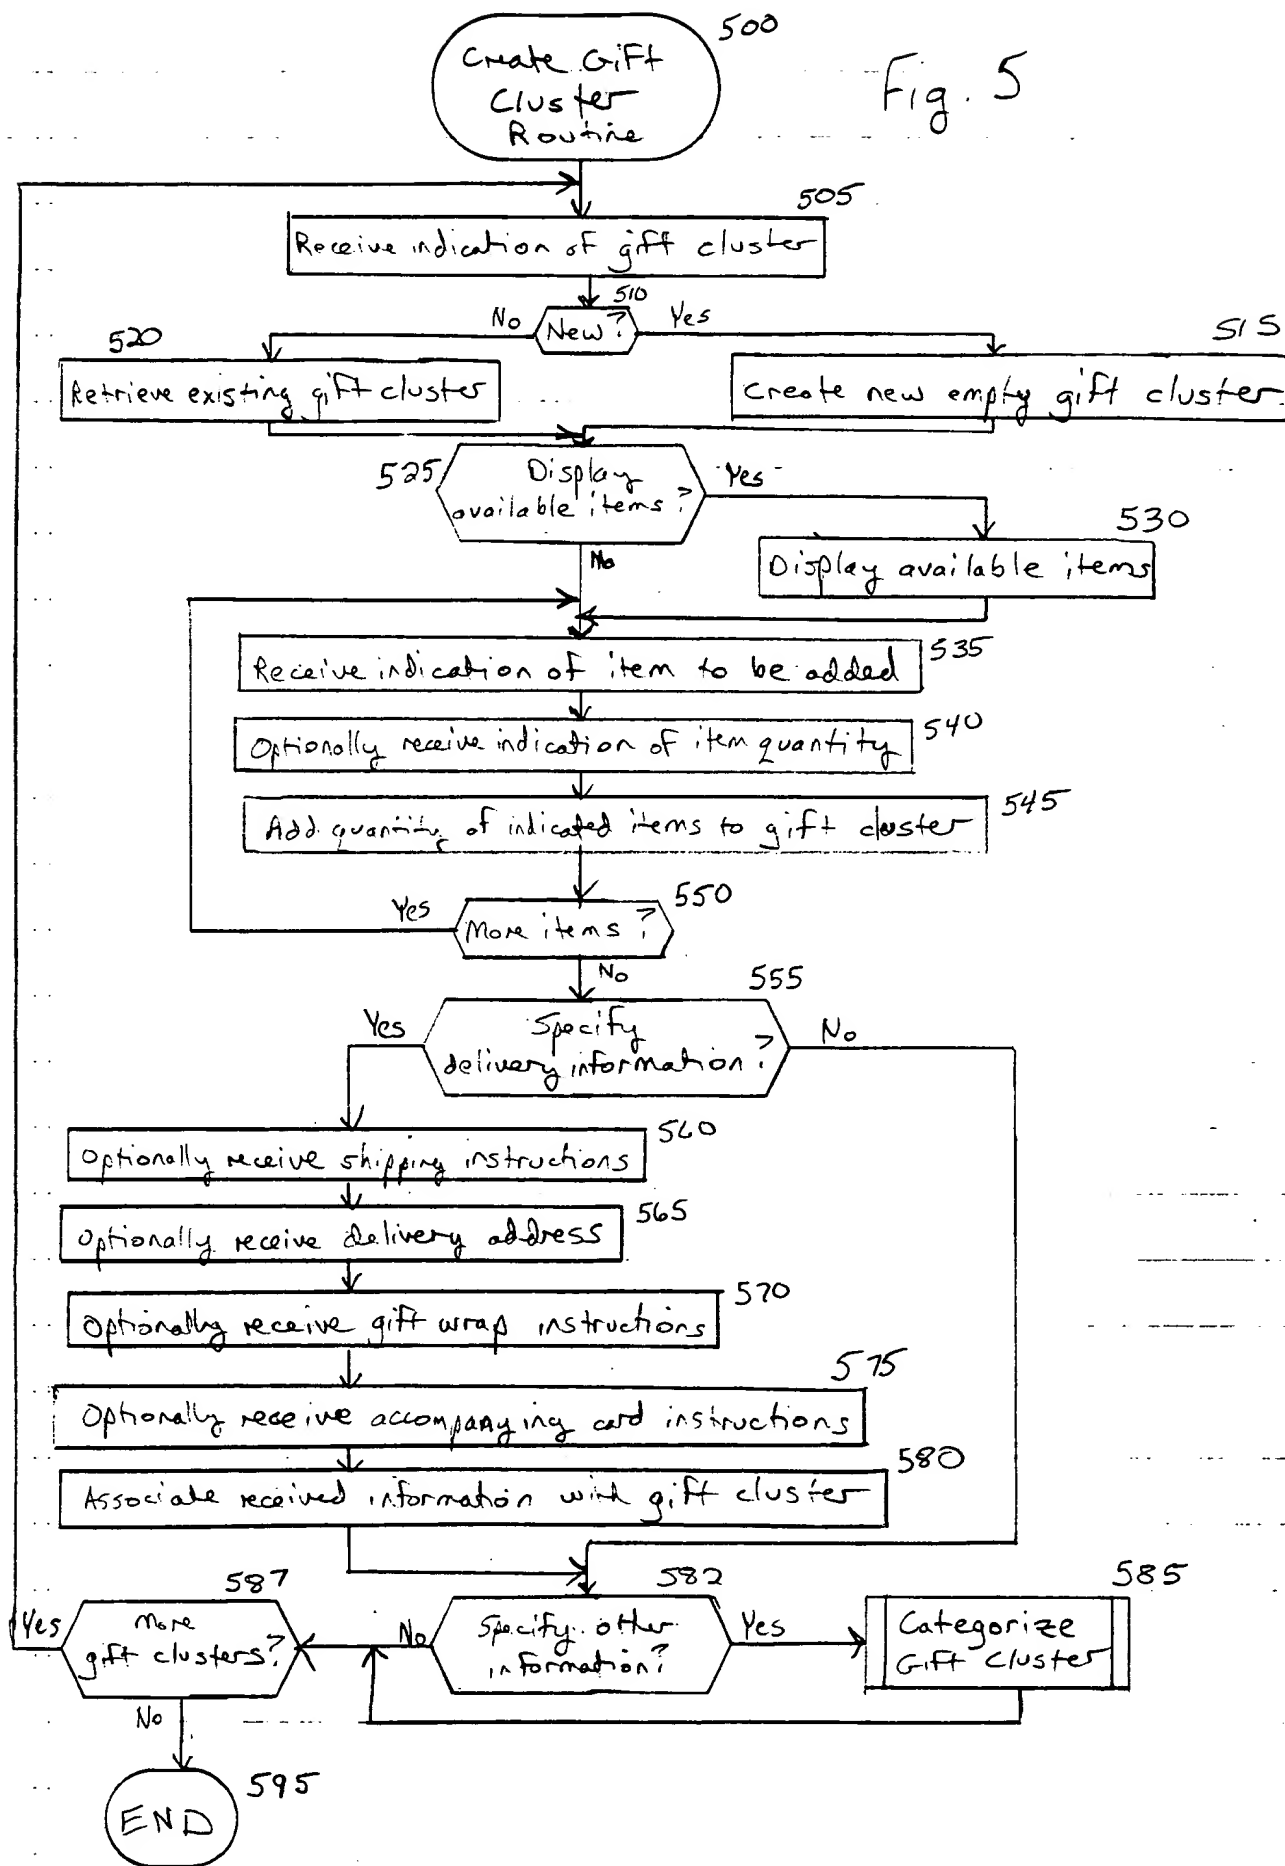 500
Create Gift
Cluster
Routine
Fig. 5
505
Receive indication of gift cluster
510
No
New?
Yes
520
515
Retrieve existing gift cluster
Create new empty gift cluster
525
Display
available items?
Yes
530
No
Display available items
Receive indication of item to be added
535
Optionally receive indication of item quantity
540
Add quantity of indicated items to gift cluster
545
550
Yes
More items?
No
555
Yes
Specify
delivery information?
No
560
Optionally receive shipping instructions
565
Optionally receive delivery address
570
Optionally receive gift wrap instructions
575
Optionally receive accompanying card instructions
580
Associate received information with gift cluster
587
582
585
Yes
More
gift clusters?
No
Specify other
information?
Yes
Categorize
Gift Cluster
No
595
END